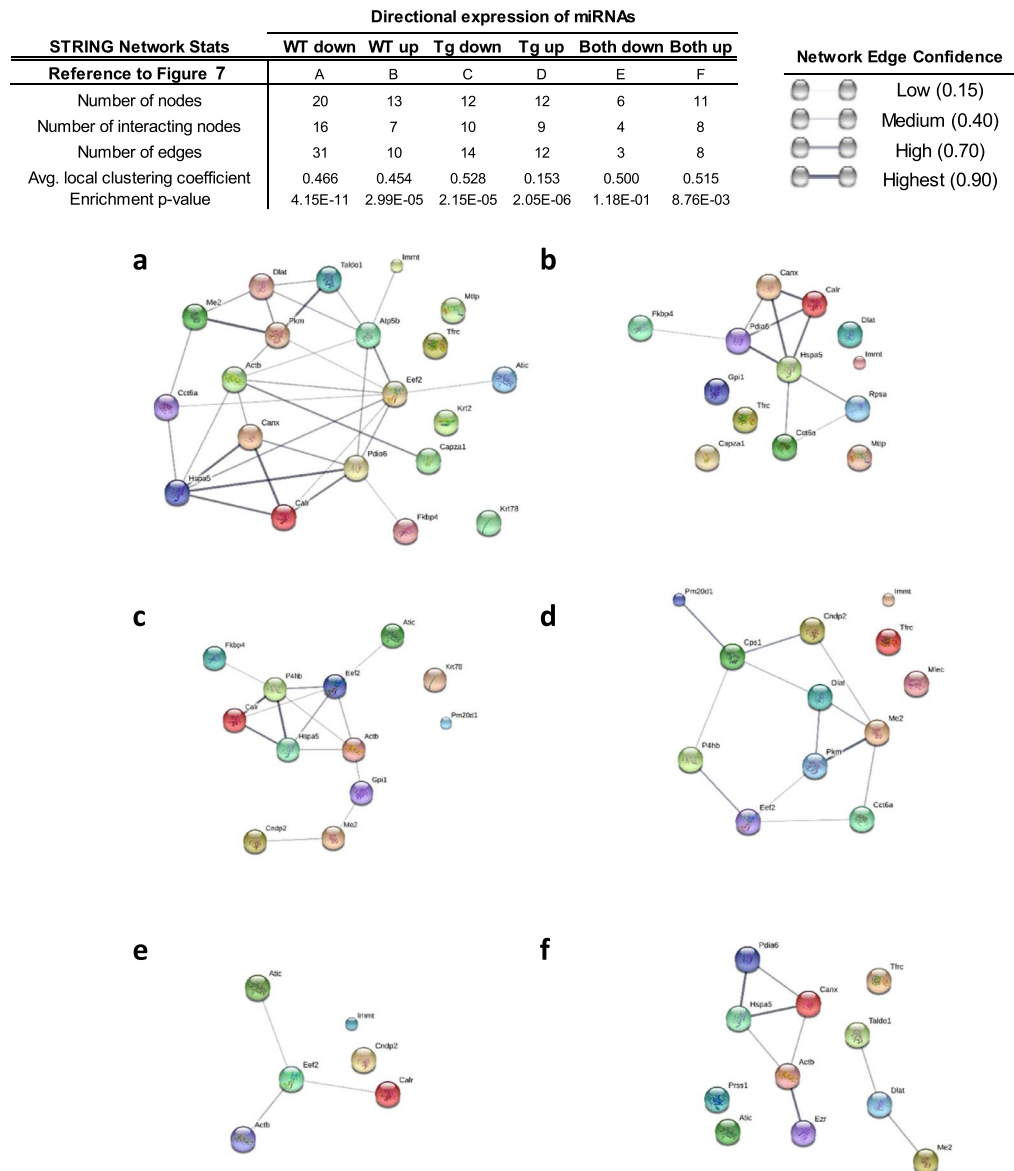 Directional expression of miRNAs
STRING Network Stats WT down WT up Tg down Tg up Both down Both up
Reference to Figure 7 A B C D E F
Number of nodes 20 13 12 12 6 11
Number of interacting nodes 16 7 10 9 4 8
Number of edges 31 10 14 12 3 8
Avg. local clustering coefficient 0.466 0.454 0.528 0.153 0.500 0.515
Enrichment p-value 4.15E-11 2.99E-05 2.15E-05 2.05E-06 1.18E-01 8.76E-03
Network Edge Confidence
Low (0.15)
Medium (0.40)
High (0.70)
Highest (0.90)
a
Immt
Taldo1
Dlat
Mttp
Me2
Pkm
Atp5b
Tfrc
Actb
Atic
Eef2
Cct6a
Krt2
Canx
Capza1
Pdia6
Hspa5
Calr
Krt78
Fkbp4
b
Canx
Calr
Fkbp4
Pdia6
Dlat
Immt
Hspa5
Gpi1
Rpsa
Tfrc
Cct6a
Capza1
Mttp
c
Atic
Fkbp4
P4hb
Eef2
Krt78
Calr
Pm20d1
Hspa5
Actb
Gpi1
Me2
Cndp2
d
Pm20d1
Immt
Cndp2
Tfrc
Cps1
Mlec
Dlat
Me2
P4hb
Pkm
Eef2
Cct6a
e
Atic
Immt
Cndp2
Eef2
Calr
Actb
f
Pdia6
Tfrc
Canx
Hspa5
Taldo1
Actb
Prss1
Dlat
Atic
Ezr
Me2